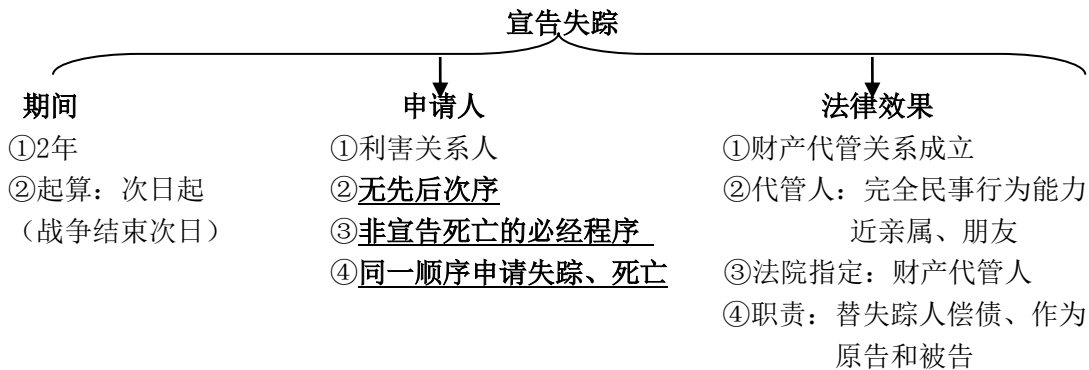 宣告失踪
期间
①2年
②起算：次日起
（战争结束次日）
申请人
①利害关系人
②无先后次序
③非宣告死亡的必经程序
④同一顺序申请失踪、死亡
法律效果
①财产代管关系成立
②代管人：完全民事行为能力
近亲属、朋友
③法院指定：财产代管人
④职责：替失踪人偿债、作为
原告和被告